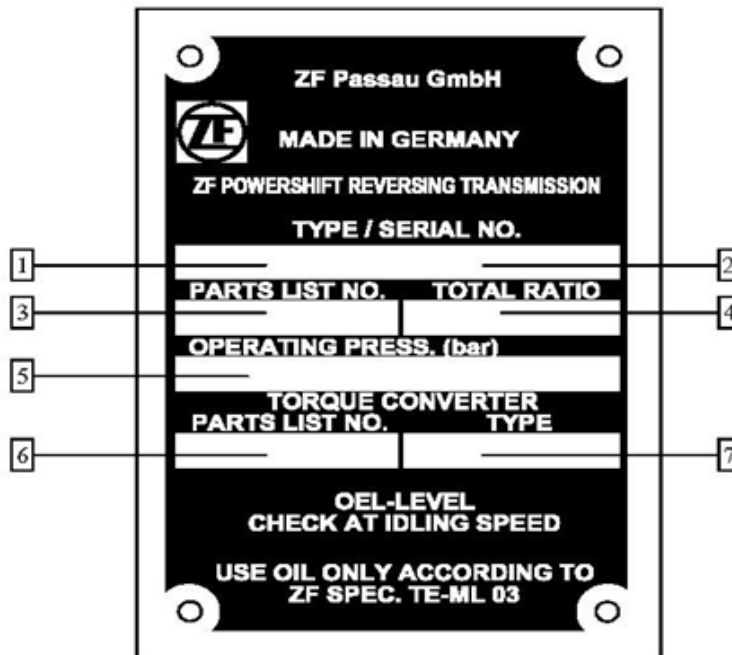 ZF Passau GmbH
ZF
MADE IN GERMANY
ZF POWERSHIFT REVERSING TRANSMISSION
TYPE / SERIAL NO.
1 2
PARTS LIST NO. TOTAL RATIO
3 4
OPERATING PRESS. (bar)
5
TORQUE CONVERTER
PARTS LIST NO. TYPE
6 7
OEL-LEVEL
CHECK AT IDLING SPEED
USE OIL ONLY ACCORDING TO
ZF SPEC. TE-ML 03